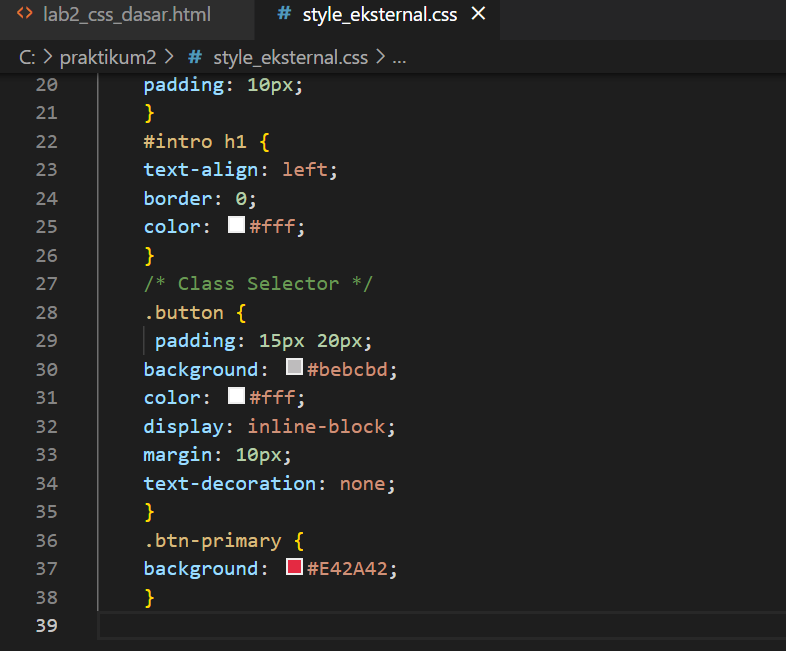 <> lab2_css_dasar.html # style_eksternal.css ×
C: > praktikum2 > # style_eksternal.css > ...
20 padding: 10px;
21 }
22 #intro h1 {
23 text-align: left;
24 border: 0;
25 color: #fff;
26 }
27 /* Class Selector */
28 .button {
29 padding: 15px 20px;
30 background: #bebcbd;
31 color: #fff;
32 display: inline-block;
33 margin: 10px;
34 text-decoration: none;
35 }
36 .btn-primary {
37 background: #E42A42;
38 }
39